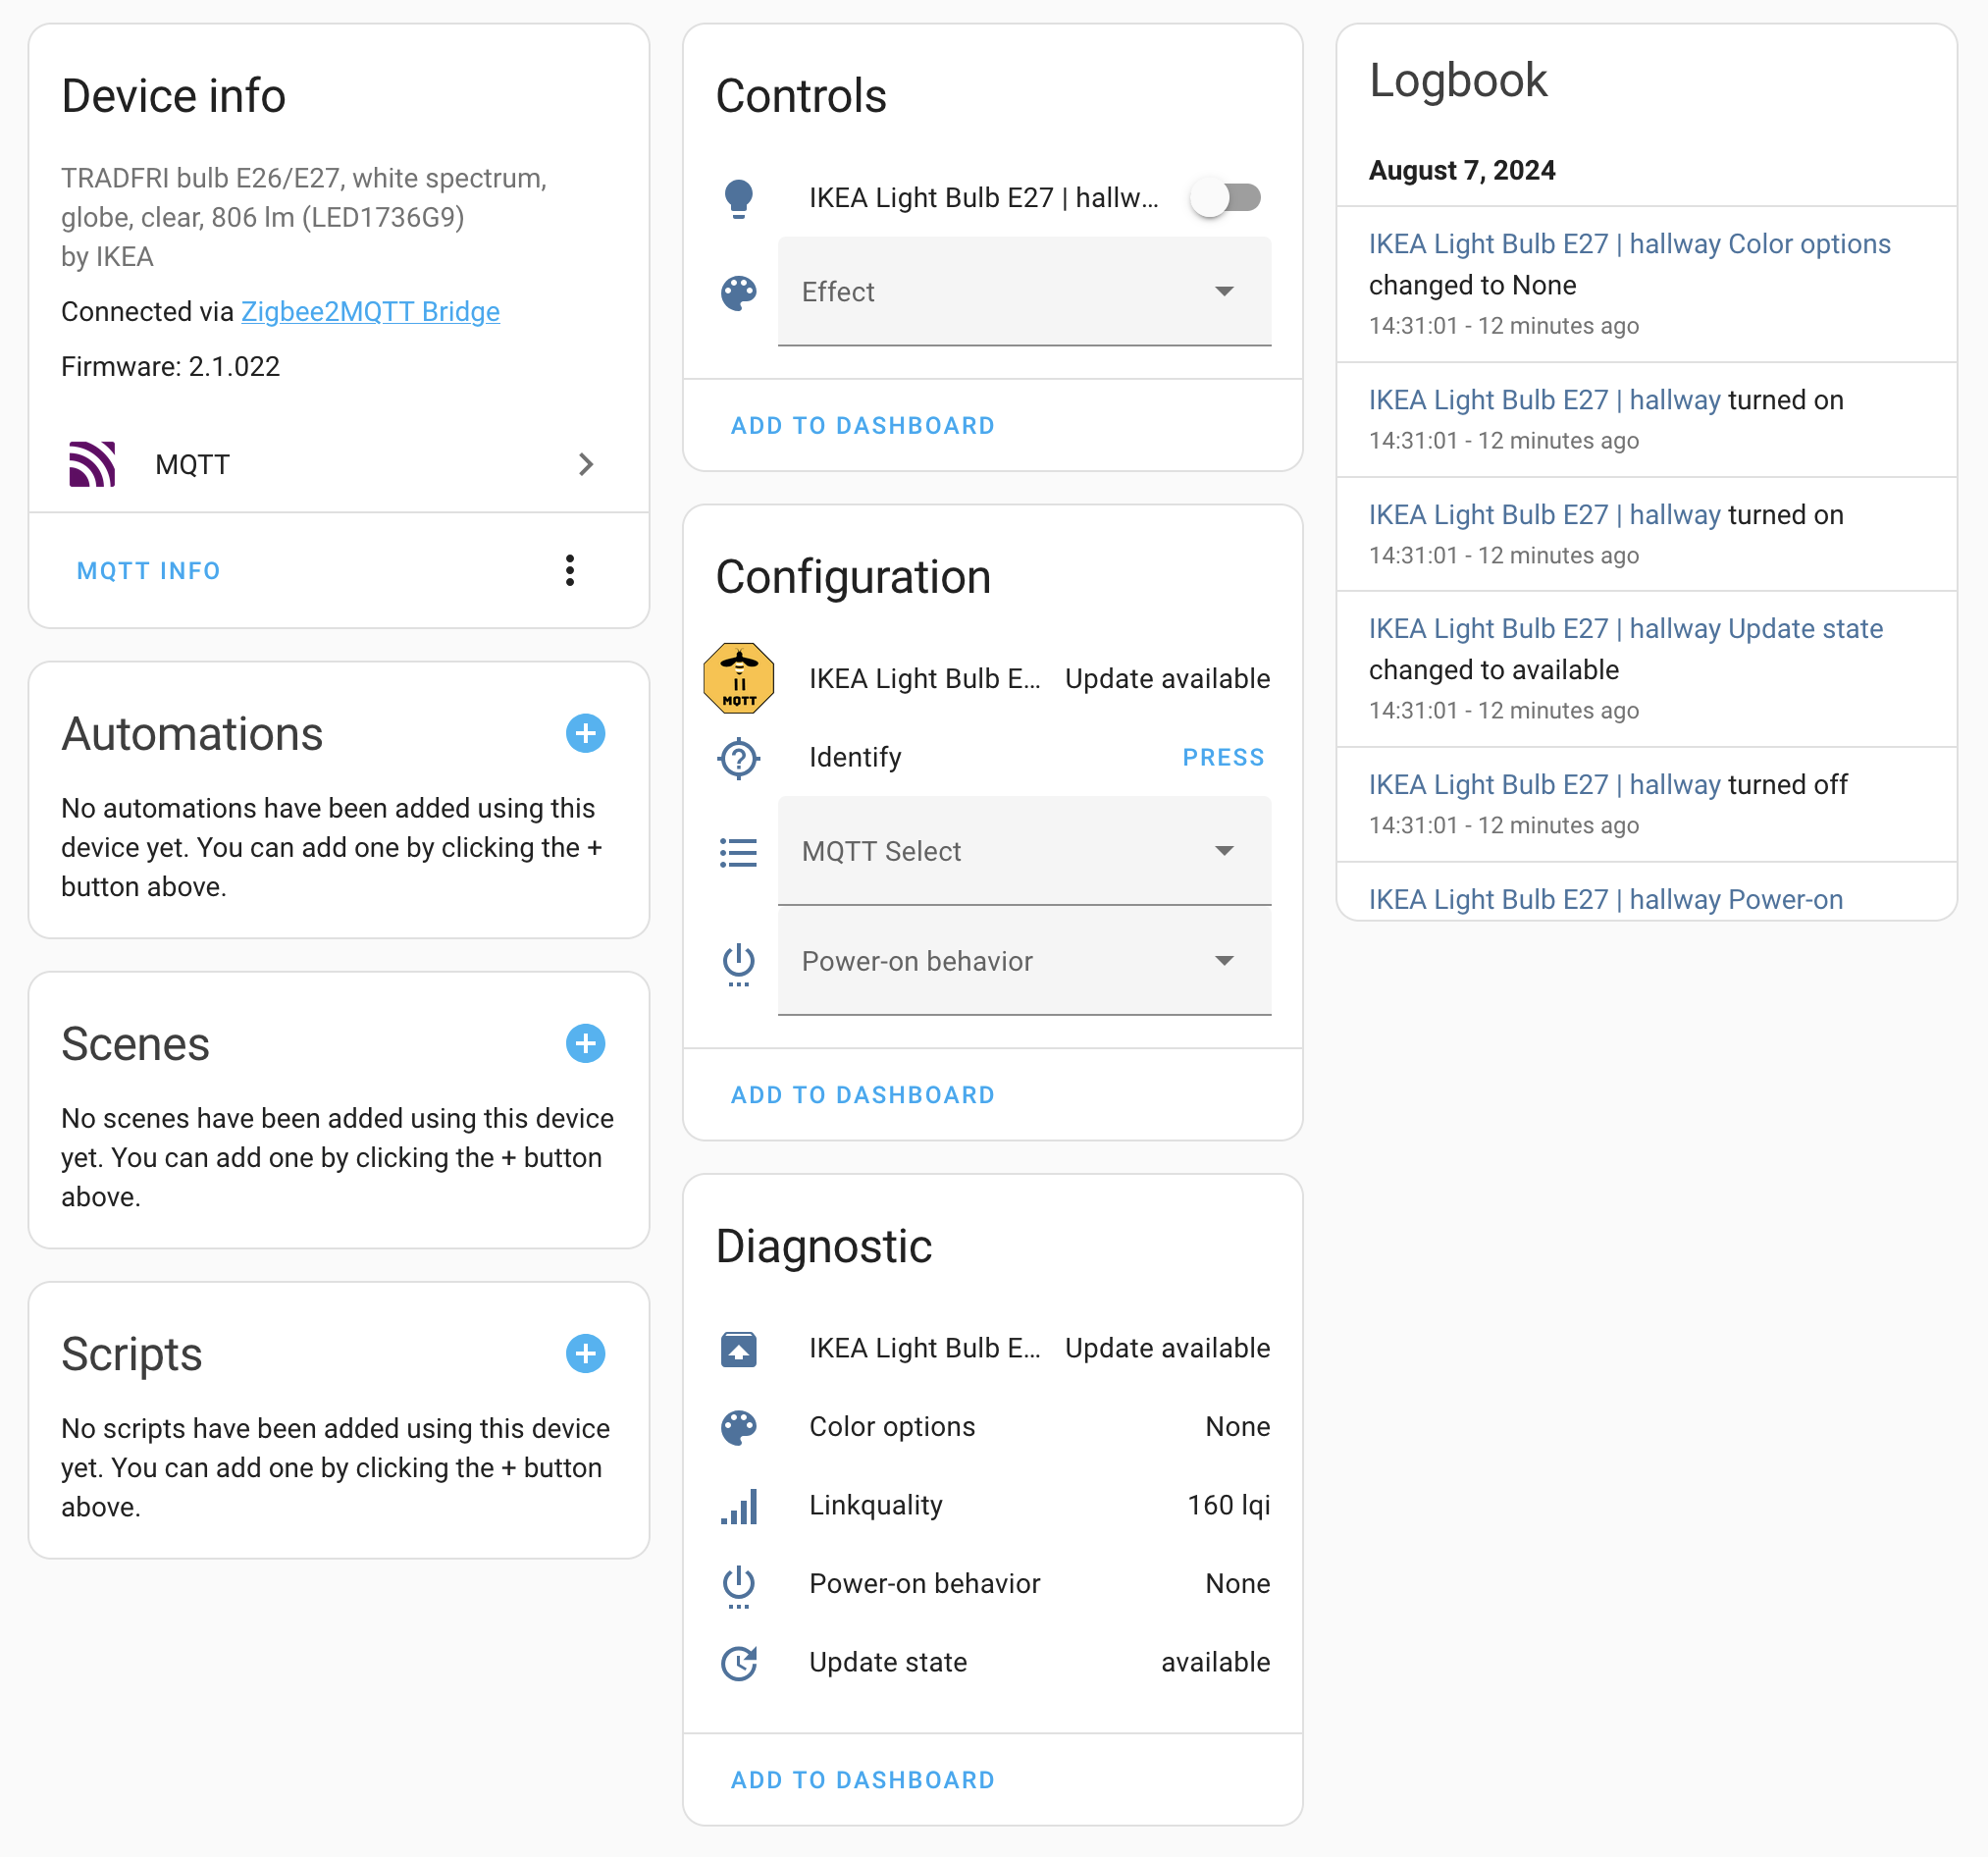 Device info
TRADFRI bulb E26/E27, white spectrum,
globe, clear, 806 lm (LED1736G9)
by IKEA
Connected via Zigbee2MQTT Bridge
Firmware: 2.1.022
MQTT
MQTT INFO
Automations
No automations have been added using this
device yet. You can add one by clicking the +
button above.
Scenes
No scenes have been added using this device
yet. You can add one by clicking the + button
above.
Scripts
No scripts have been added using this device
yet. You can add one by clicking the + button
above.
Controls
IKEA Light Bulb E27 | hallw...
Effect
ADD TO DASHBOARD
Configuration
MQTT
IKEA Light Bulb E... Update available
Identify PRESS
MQTT Select
Power-on behavior
ADD TO DASHBOARD
Diagnostic
IKEA Light Bulb E... Update available
Color options None
Linkquality 160 lqi
Power-on behavior None
Update state available
ADD TO DASHBOARD
Logbook
August 7, 2024
IKEA Light Bulb E27 | hallway Color options
changed to None
14:31:01 - 12 minutes ago
IKEA Light Bulb E27 | hallway turned on
14:31:01 - 12 minutes ago
IKEA Light Bulb E27 | hallway turned on
14:31:01 - 12 minutes ago
IKEA Light Bulb E27 | hallway Update state
changed to available
14:31:01 - 12 minutes ago
IKEA Light Bulb E27 | hallway turned off
14:31:01 - 12 minutes ago
IKEA Light Bulb E27 | hallway Power-on